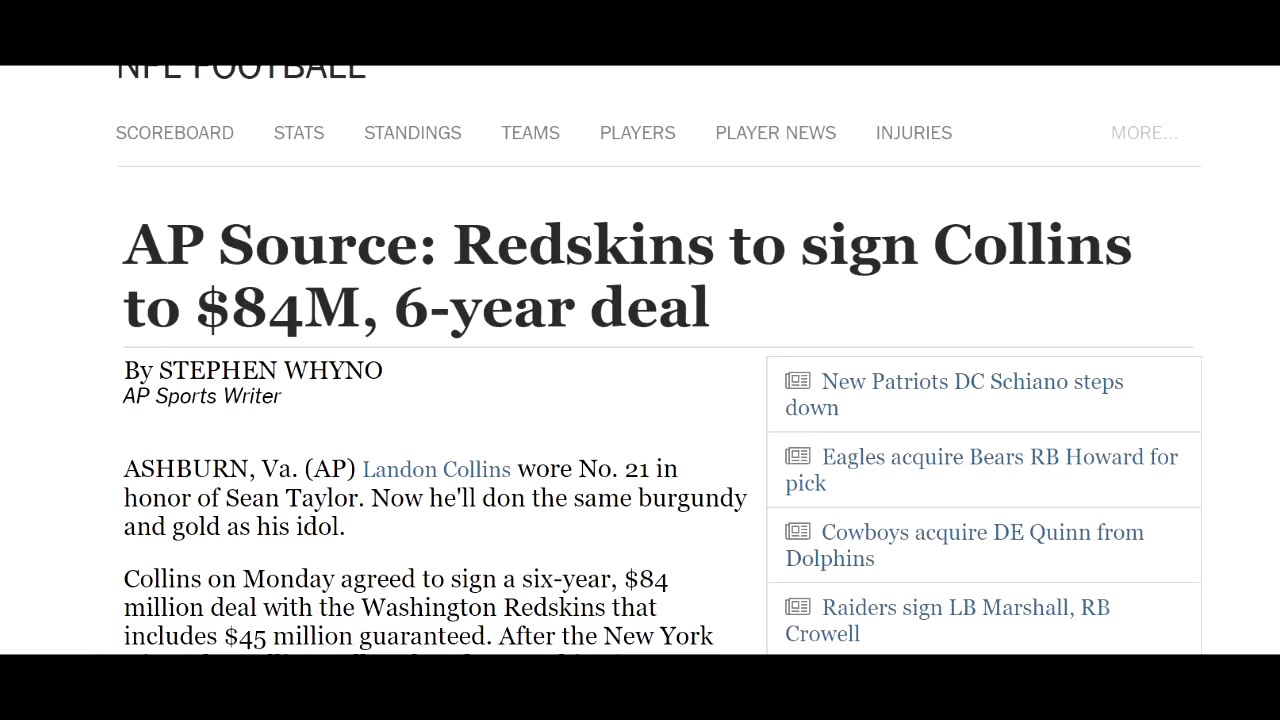 NFL FOOTBALL
SCOREBOARD STATS STANDINGS TEAMS PLAYERS PLAYER NEWS INJURIES MORE...
AP Source: Redskins to sign Collins
to $84M, 6-year deal
By STEPHEN WHYNO
AP Sports Writer
ASHBURN, Va. (AP) Landon Collins wore No. 21 in
honor of Sean Taylor. Now he'll don the same burgundy
and gold as his idol.
Collins on Monday agreed to sign a six-year, $84
million deal with the Washington Redskins that
includes $45 million guaranteed. After the New York
New Patriots DC Schiano steps
down
Eagles acquire Bears RB Howard for
pick
Cowboys acquire DE Quinn from
Dolphins
Raiders sign LB Marshall, RB
Crowell